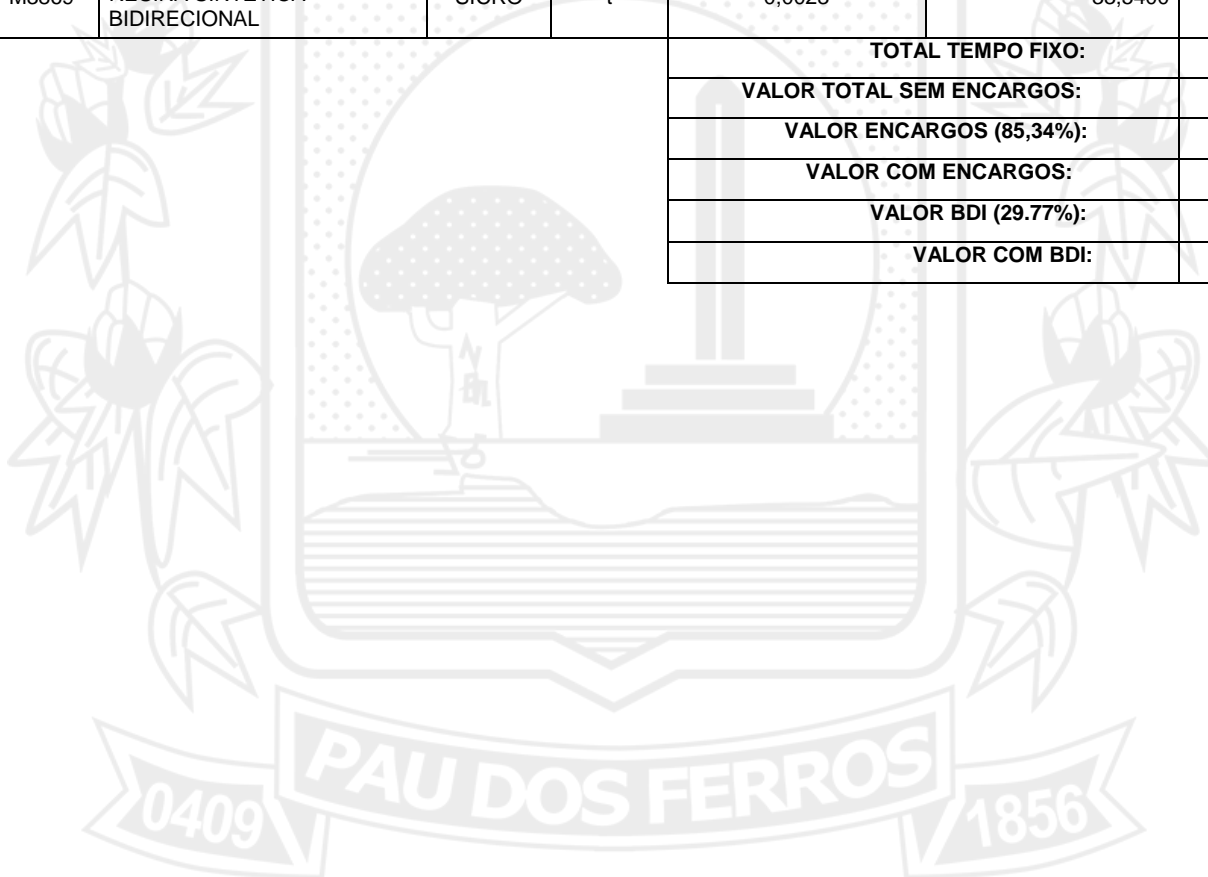 BIDIRECIONAL
TOTAL TEMPO FIXO:
VALOR TOTAL SEM ENCARGOS:
VALOR ENCARGOS (85,34%):
VALOR COM ENCARGOS:
VALOR BDI (29.77%):
VALOR COM BDI:
PAU DOS FERROS
0409
1856